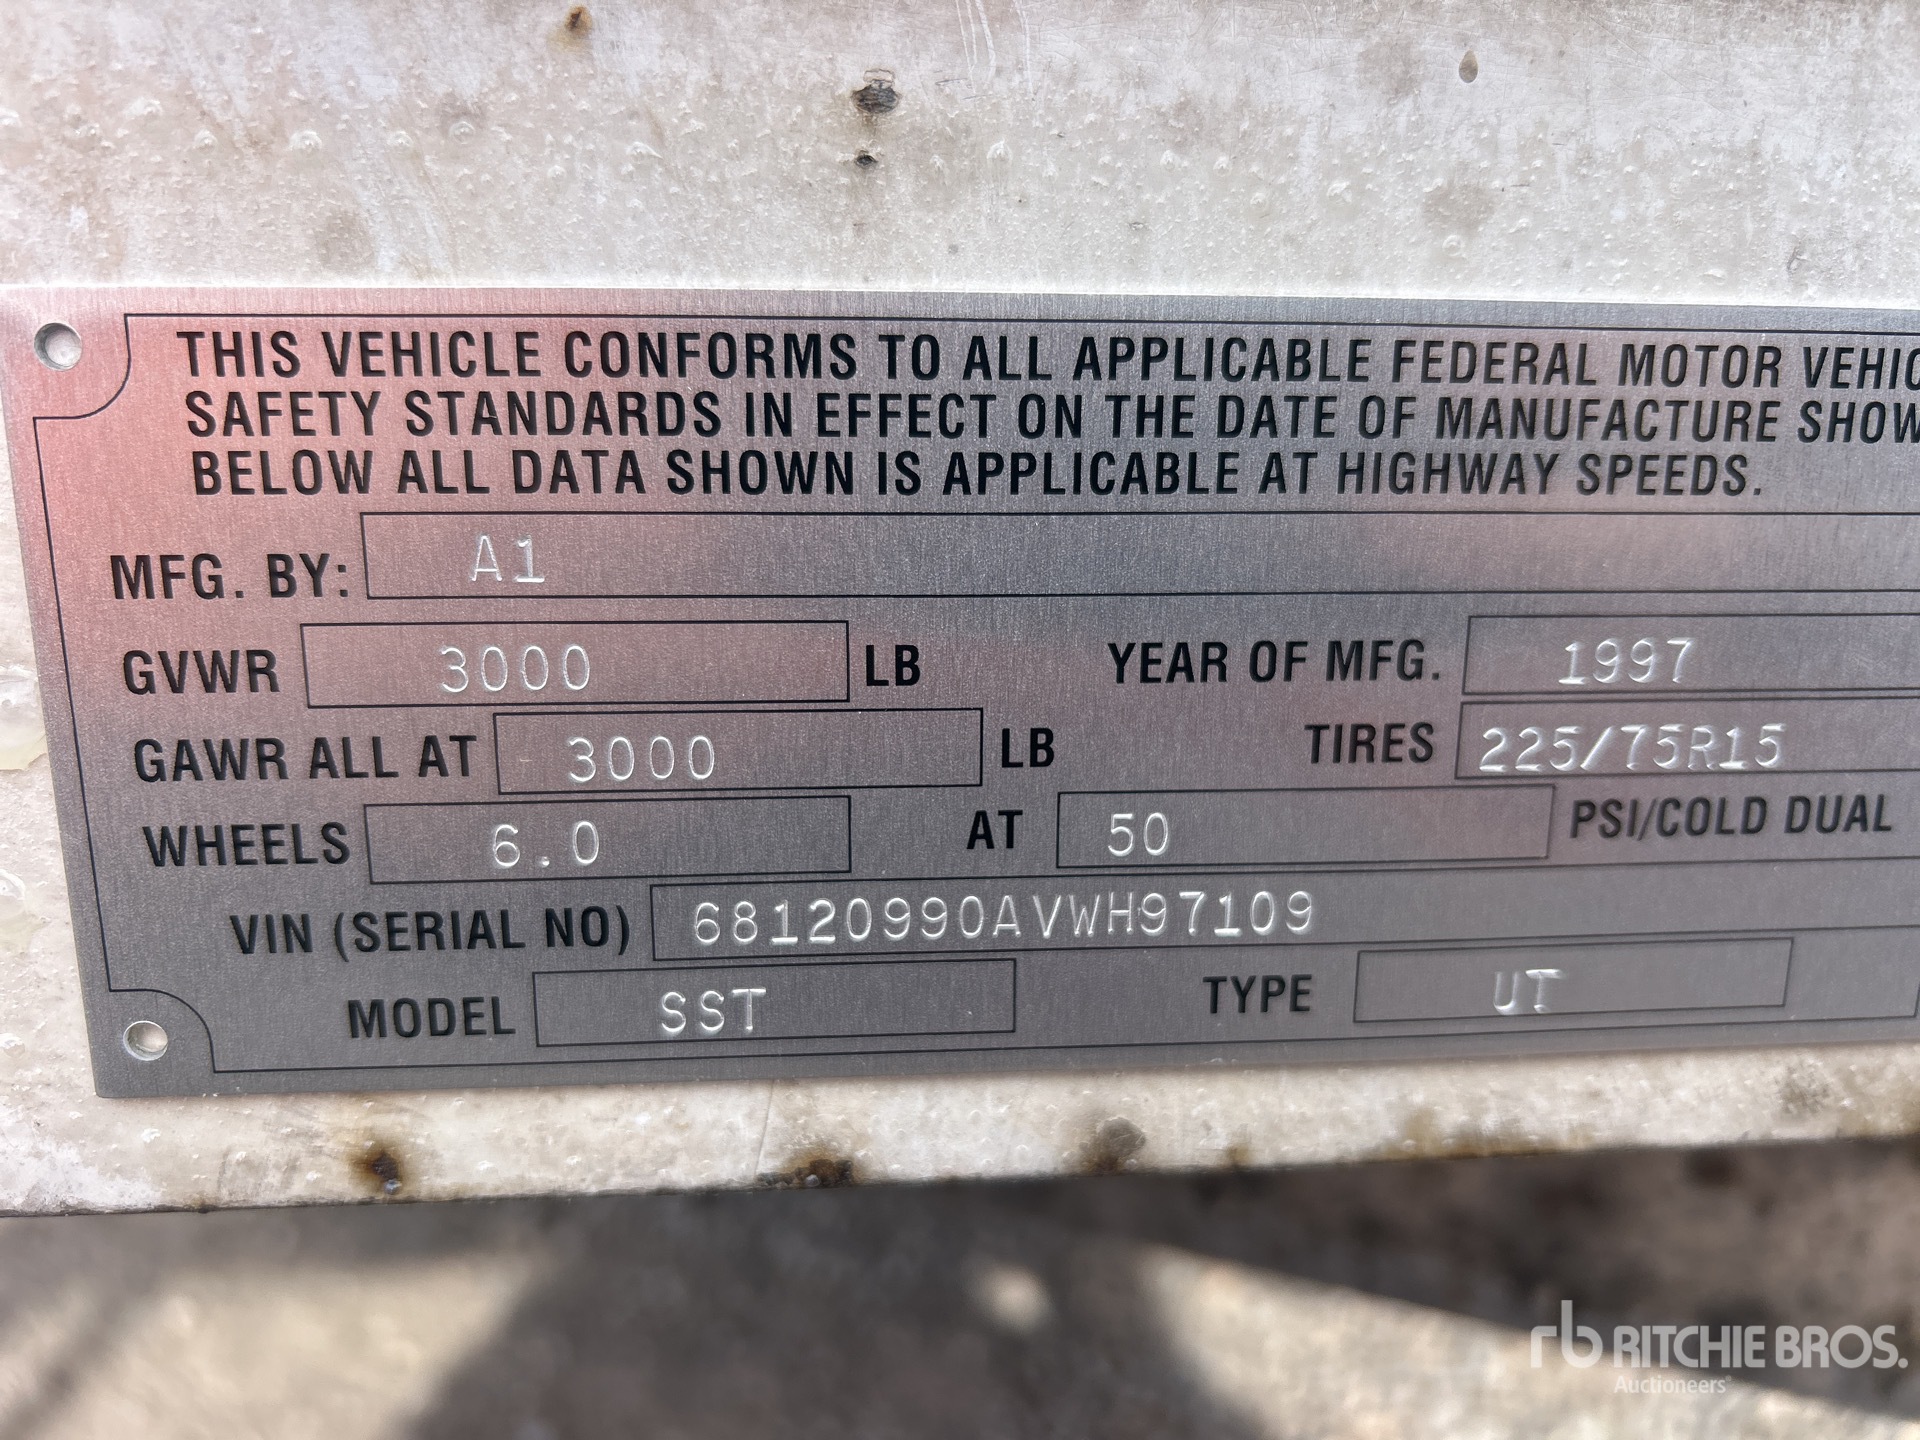 THIS VEHICLE CONFORMS TO ALL APPLICABLE FEDERAL MOTOR VEHIC
SAFETY STANDARDS IN EFFECT ON THE DATE OF MANUFACTURE SHOW
BELOW ALL DATA SHOWN IS APPLICABLE AT HIGHWAY SPEEDS.
MFG. BY: A1
GVWR 3000 LB YEAR OF MFG. 1997
GAWR ALL AT 3000 LB TIRES 225/75R15
WHEELS 6.0 AT 50 PSI/COLD DUAL
VIN (SERIAL NO) 68120990AVWH97109
MODEL SST TYPE UT
rb RITCHIE BROS.
Auctioneers